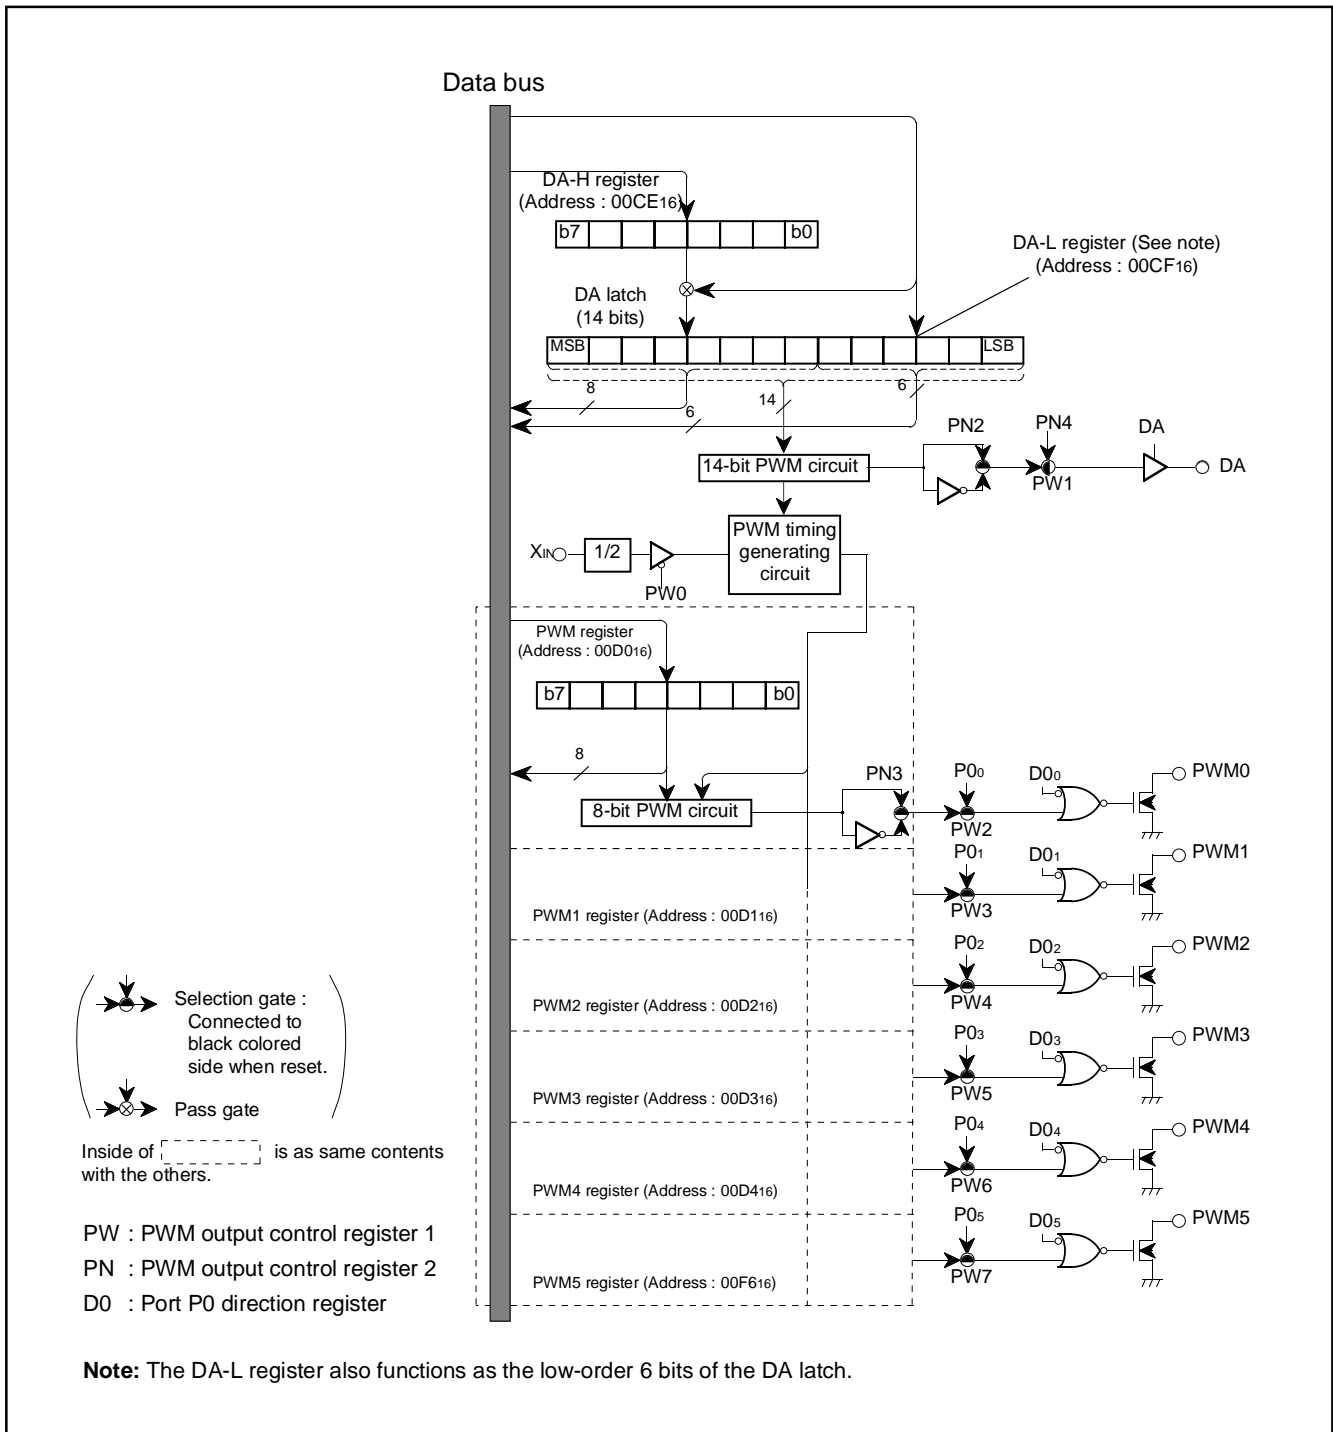 Data bus
DA-H register
(Address : 00CE16)
b7 b0
DA-L register (See note)
(Address : 00CF16)
DA latch
(14 bits)
MSB LSB
8 14 6
6
PN2 PN4 DA
14-bit PWM circuit
DA
PW1
XIN 1/2
PWM timing
generating
circuit
PW0
PWM register
(Address : 00D016)
b7 b0
8
PN3
8-bit PWM circuit
P00 D00 PWM0
PW2
P01 D01 PWM1
PW3
PWM1 register (Address : 00D116)
P02 D02 PWM2
PW4
PWM2 register (Address : 00D216)
P03 D03 PWM3
PW5
PWM3 register (Address : 00D316)
P04 D04 PWM4
PW6
PWM4 register (Address : 00D416)
P05 D05 PWM5
PW7
PWM5 register (Address : 00F616)
Selection gate :
Connected to
black colored
side when reset.
Pass gate
Inside of is as same contents
with the others.
PW : PWM output control register 1
PN : PWM output control register 2
D0 : Port P0 direction register
Note: The DA-L register also functions as the low-order 6 bits of the DA latch.